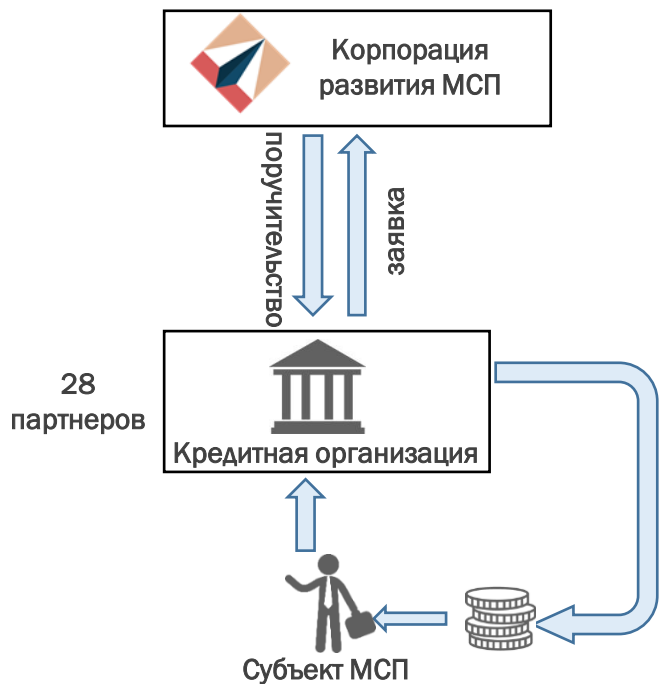 Корпорация
развития МСП
поручительство
заявка
28
партнеров
Кредитная организация
Субъект МСП